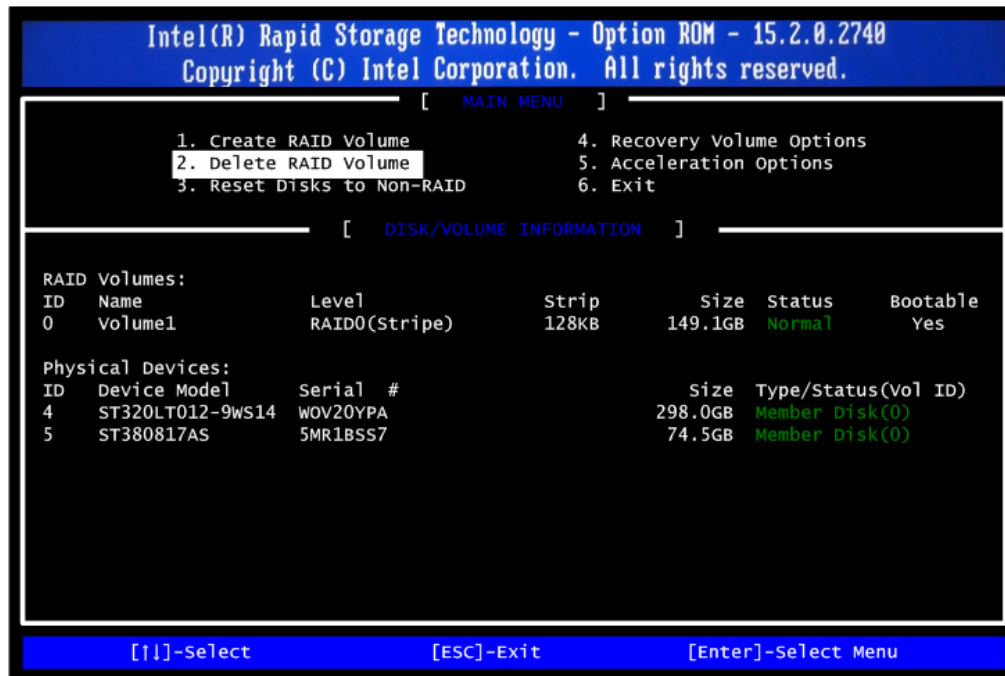 Intel(R) Rapid Storage Technology - Option ROM - 15.2.0.2740
Copyright (C) Intel Corporation. All rights reserved.
[ MAIN MENU ]
1. Create RAID Volume 4. Recovery Volume Options
2. Delete RAID Volume 5. Acceleration Options
3. Reset Disks to Non-RAID 6. Exit
[ DISK/VOLUME INFORMATION ]
RAID Volumes:
ID Name Level Strip Size Status Bootable
0 Volume1 RAID0(Stripe) 128KB 149.1GB Normal Yes
Physical Devices:
ID Device Model Serial # Size Type/Status(Vol ID)
4 ST320LT012-9WS14 WOV20YPA 298.0GB Member Disk(0)
5 ST380817AS 5MR1BSS7 74.5GB Member Disk(0)
[↑↓]-Select [ESC]-Exit [Enter]-Select Menu